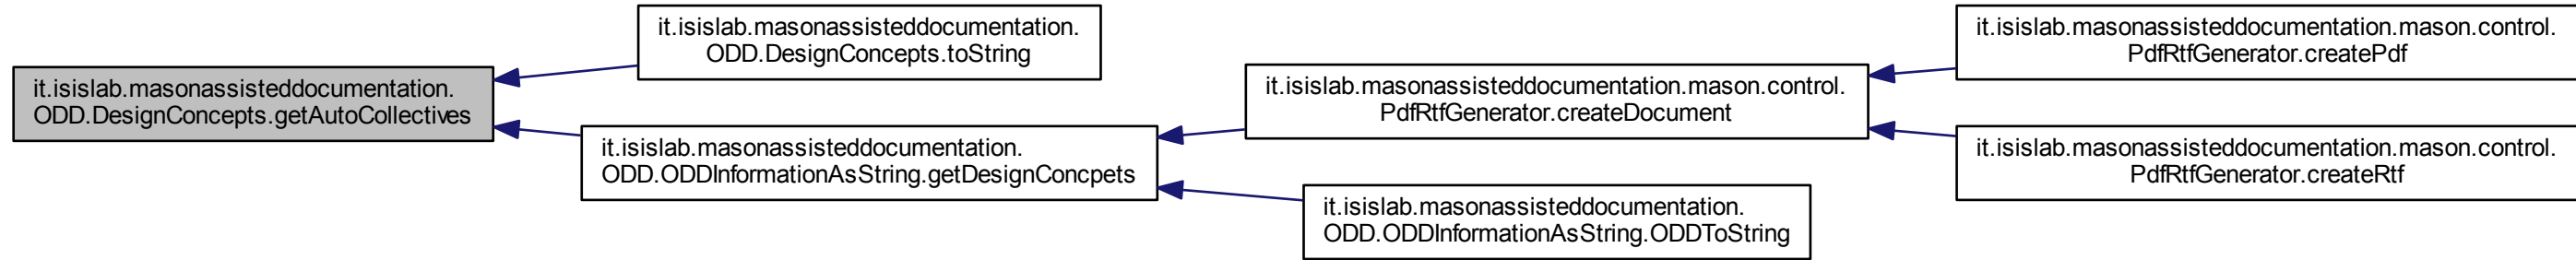 it.isislab.masonassisteddocumentation.
ODD.DesignConcepts.getAutoCollectives
it.isislab.masonassisteddocumentation.
ODD.DesignConcepts.toString
it.isislab.masonassisteddocumentation.
ODD.ODDInformationAsString.getDesignConcpets
it.isislab.masonassisteddocumentation.mason.control.
PdfRtfGenerator.createDocument
it.isislab.masonassisteddocumentation.
ODD.ODDInformationAsString.ODDToString
it.isislab.masonassisteddocumentation.mason.control.
PdfRtfGenerator.createPdf
it.isislab.masonassisteddocumentation.mason.control.
PdfRtfGenerator.createRtf